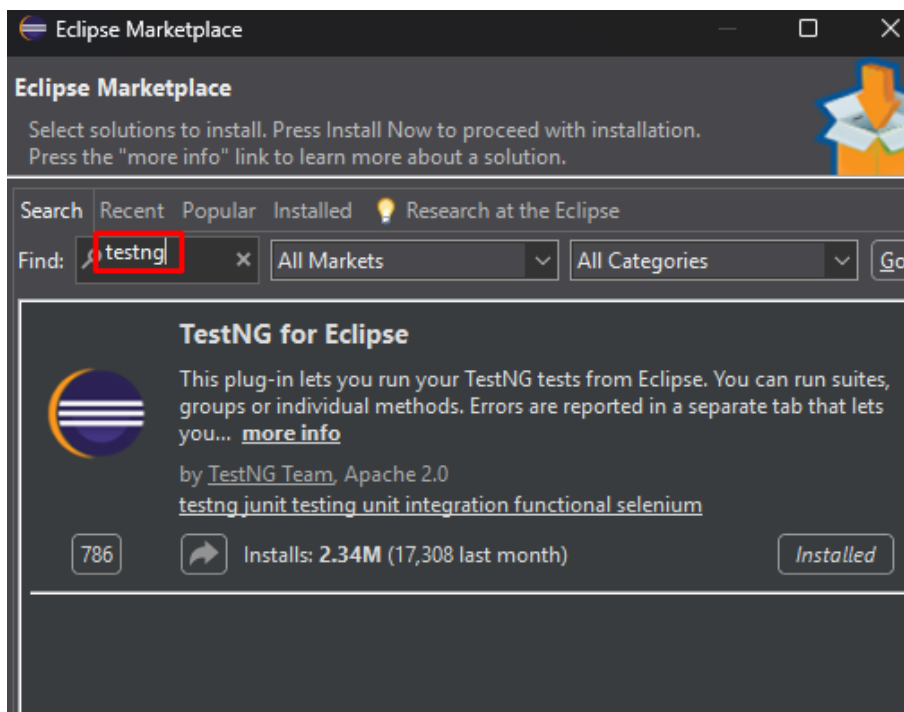 Eclipse Marketplace
Eclipse Marketplace
Select solutions to install. Press Install Now to proceed with installation.
Press the "more info" link to learn more about a solution.
Search Recent Popular Installed Research at the Eclipse
Find: testng All Markets All Categories Go
TestNG for Eclipse
This plug-in lets you run your TestNG tests from Eclipse. You can run suites,
groups or individual methods. Errors are reported in a separate tab that lets
you... more info
by TestNG Team, Apache 2.0
testng junit testing unit integration functional selenium
786 Installs: 2.34M (17,308 last month) Installed